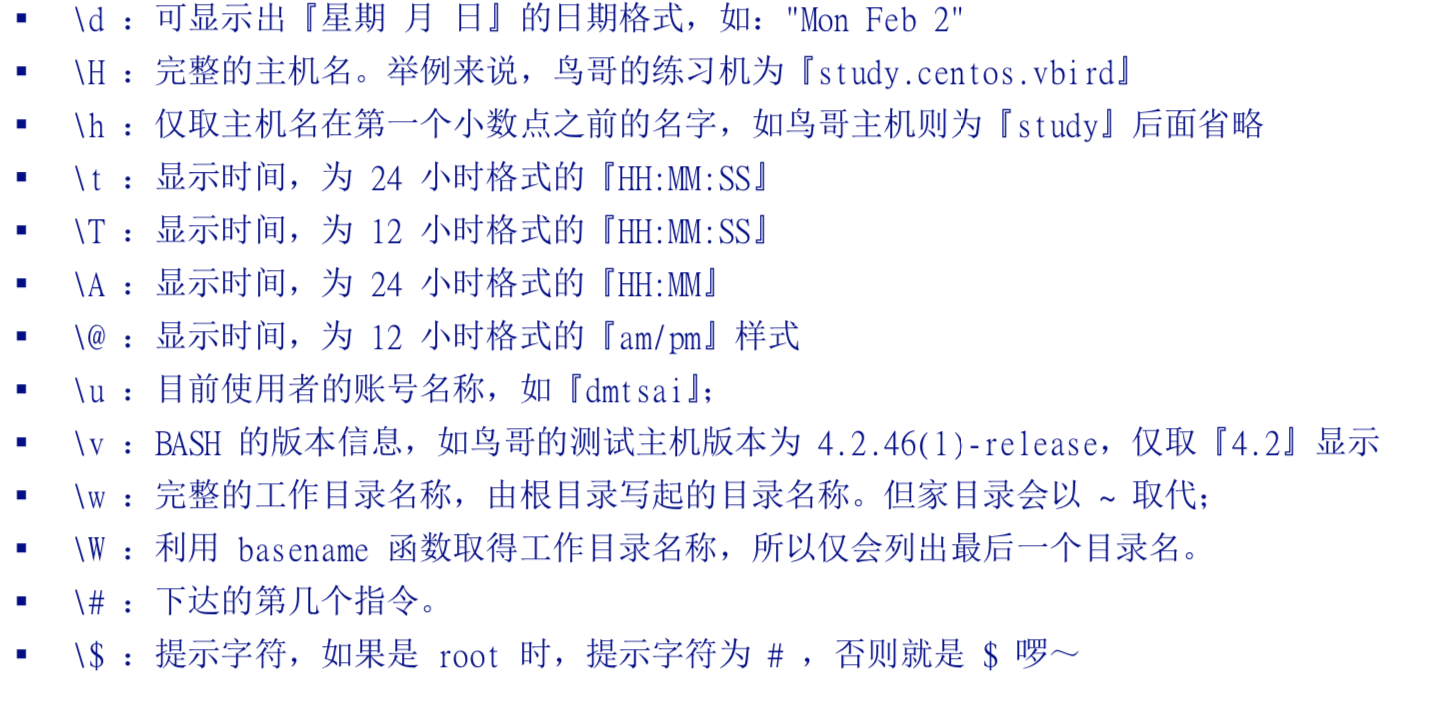 ▪ \d ：可显示出『星期 月 日』的日期格式，如："Mon Feb 2"
▪ \H ：完整的主机名。举例来说，鸟哥的练习机为『study.centos.vbird』
▪ \h ：仅取主机名在第一个小数点之前的名字，如鸟哥主机则为『study』后面省略
▪ \t ：显示时间，为 24 小时格式的『HH:MM:SS』
▪ \T ：显示时间，为 12 小时格式的『HH:MM:SS』
▪ \A ：显示时间，为 24 小时格式的『HH:MM』
▪ \@ ：显示时间，为 12 小时格式的『am/pm』样式
▪ \u ：目前使用者的账号名称，如『dmtsai』；
▪ \v ：BASH 的版本信息，如鸟哥的测试主机版本为 4.2.46(1)-release，仅取『4.2』显示
▪ \w ：完整的工作目录名称，由根目录写起的目录名称。但家目录会以 ~ 取代；
▪ \W ：利用 basename 函数取得工作目录名称，所以仅会列出最后一个目录名。
▪ \# ：下达的第几个指令。
▪ \$ ：提示字符，如果是 root 时，提示字符为 # ，否则就是 $ 啰～